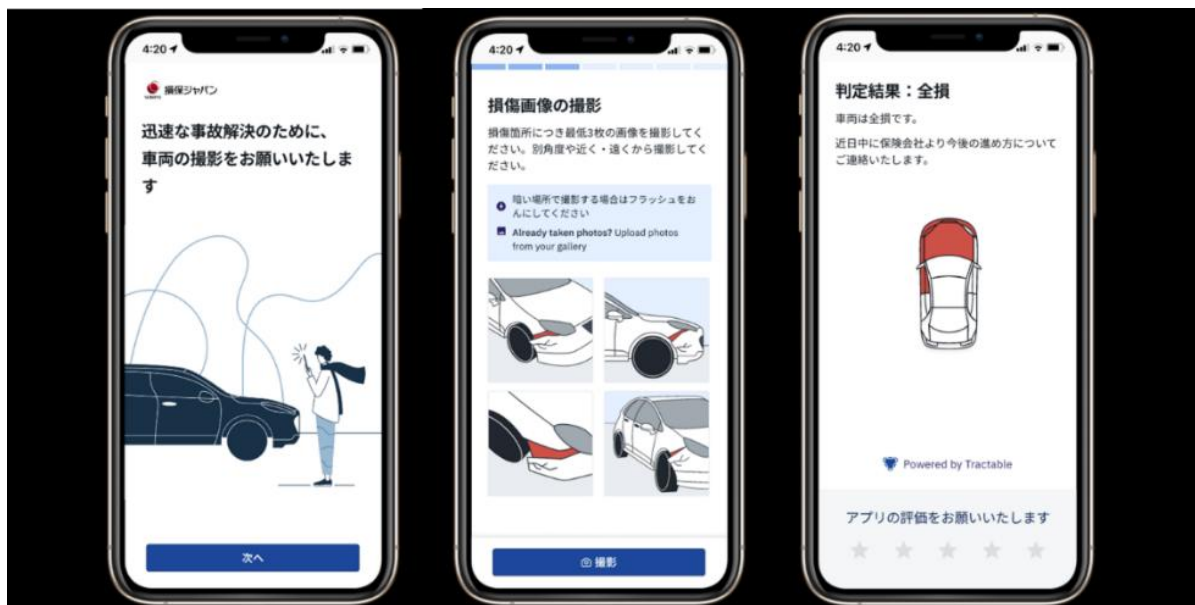 4:20
損保ジャパン
迅速な事故解決のために、
車両の撮影をお願いいたしま
す
次へ
4:20
損傷画像の撮影
損傷箇所につき最低3枚の画像を撮影してく
ださい。別角度や近く・遠くから撮影してく
ださい。
暗い場所で撮影する場合はフラッシュをお
んにしてください
Already taken photos? Upload photos
from your gallery
撮影
4:20
判定結果：全損
車両は全損です。
近日中に保険会社より今後の進め方について
ご連絡いたします。
Powered by Tractable
アプリの評価をお願いいたします